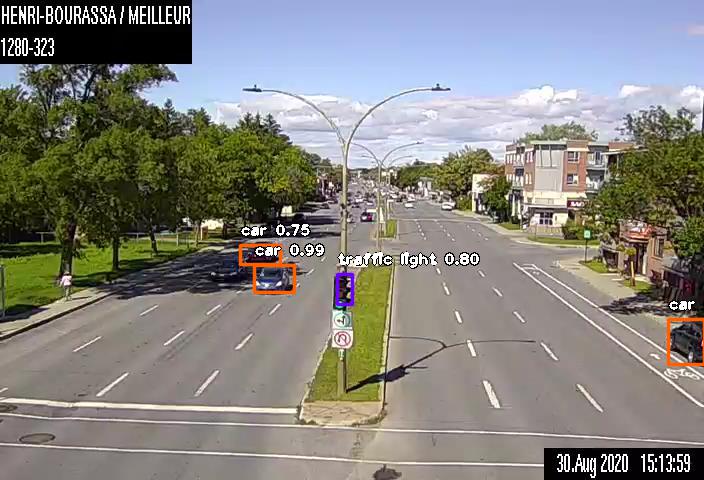 HENRI-BOURASSA / MEILLEUR
1280-323
car 0.75
car 0.99
traffic light 0.80
car
30.Aug 2020 15:13:59